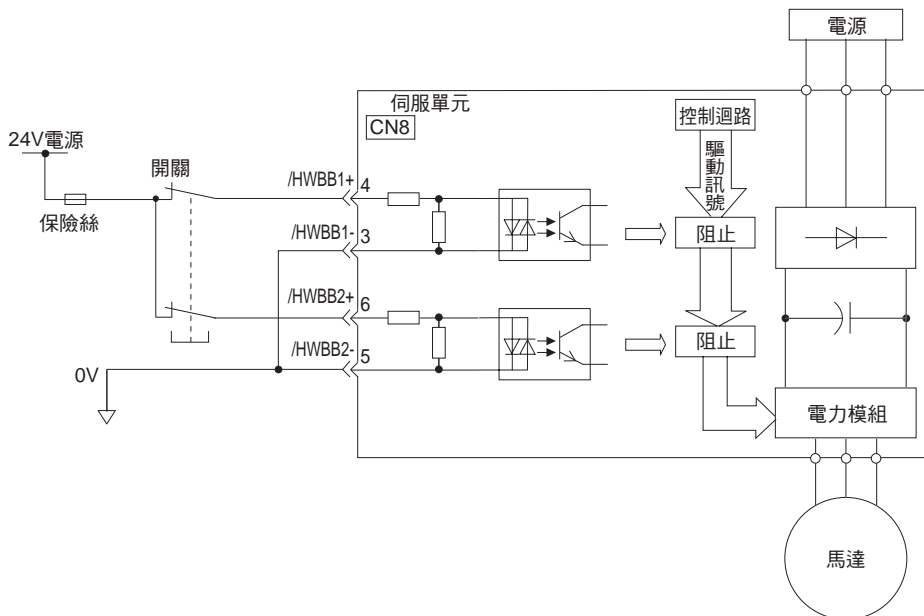 電源
伺服單元
CN8
控制迴路
24V電源
開關
驅動訊號
/HWBB1+
4
保險絲
/HWBB1-
3
阻止
/HWBB2+
6
/HWBB2-
5
阻止
0V
電力模組
馬達